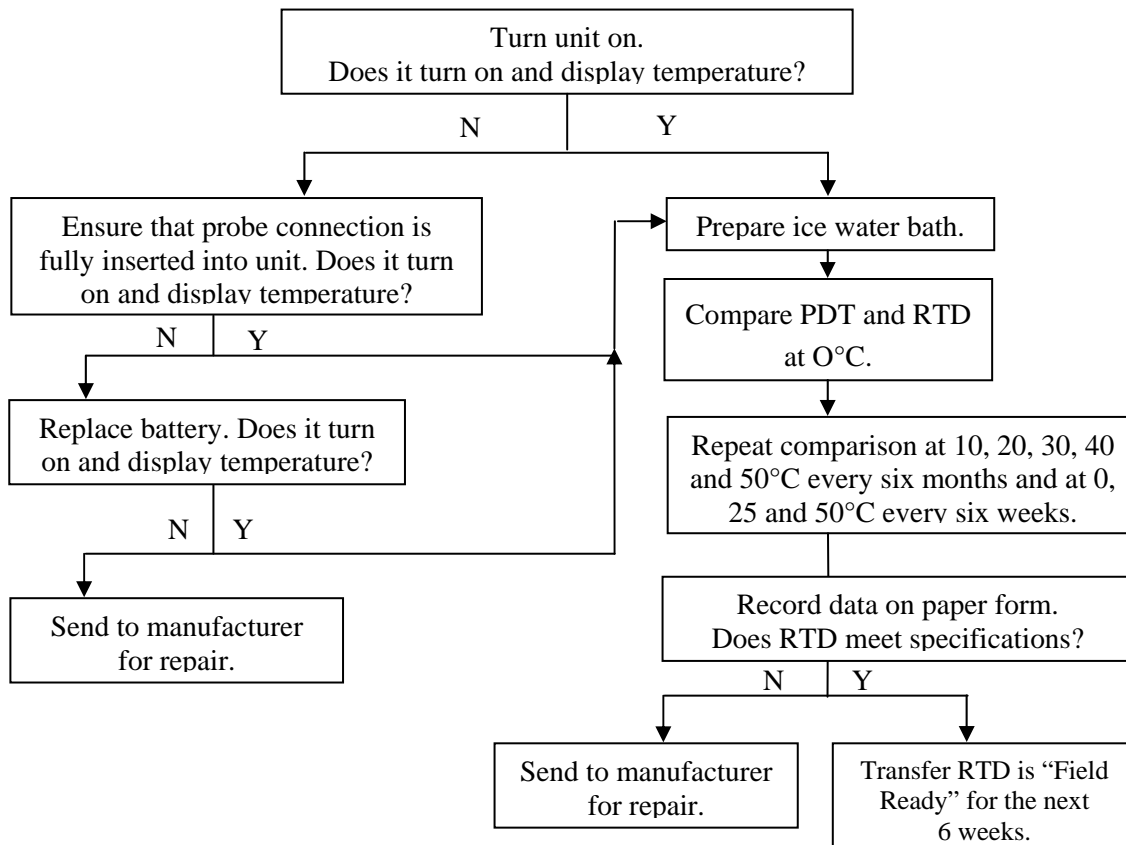 Turn unit on.
Does it turn on and display temperature?
N
Y
Ensure that probe connection is
fully inserted into unit. Does it turn
on and display temperature?
Prepare ice water bath.
N
Y
Compare PDT and RTD
at O°C.
Replace battery. Does it turn
on and display temperature?
Repeat comparison at 10, 20, 30, 40
and 50°C every six months and at 0,
25 and 50°C every six weeks.
N
Y
Send to manufacturer
for repair.
Record data on paper form.
Does RTD meet specifications?
N
Y
Send to manufacturer
for repair.
Transfer RTD is “Field
Ready” for the next
6 weeks.